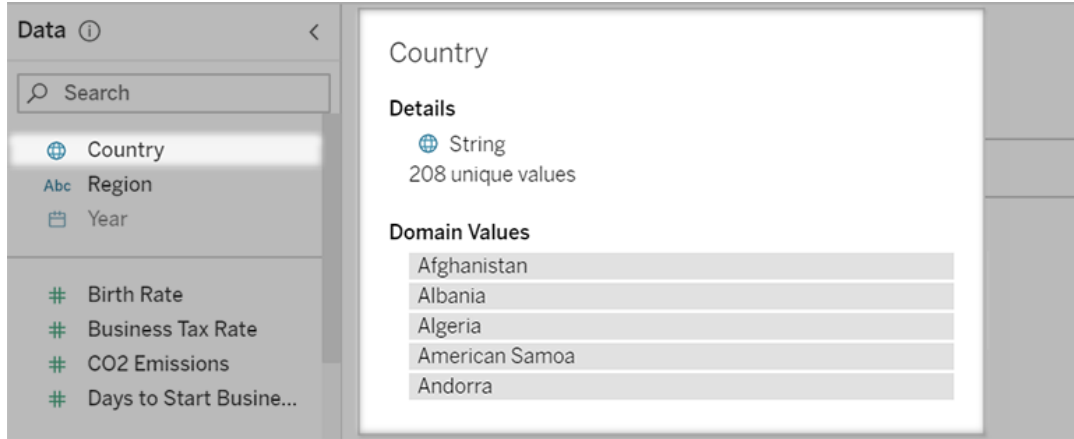 Data
Search
Country
Abc Region
Year
Birth Rate
Business Tax Rate
CO2 Emissions
Days to Start Busine...
Country
Details
String
208 unique values
Domain Values
Afghanistan
Albania
Algeria
American Samoa
Andorra